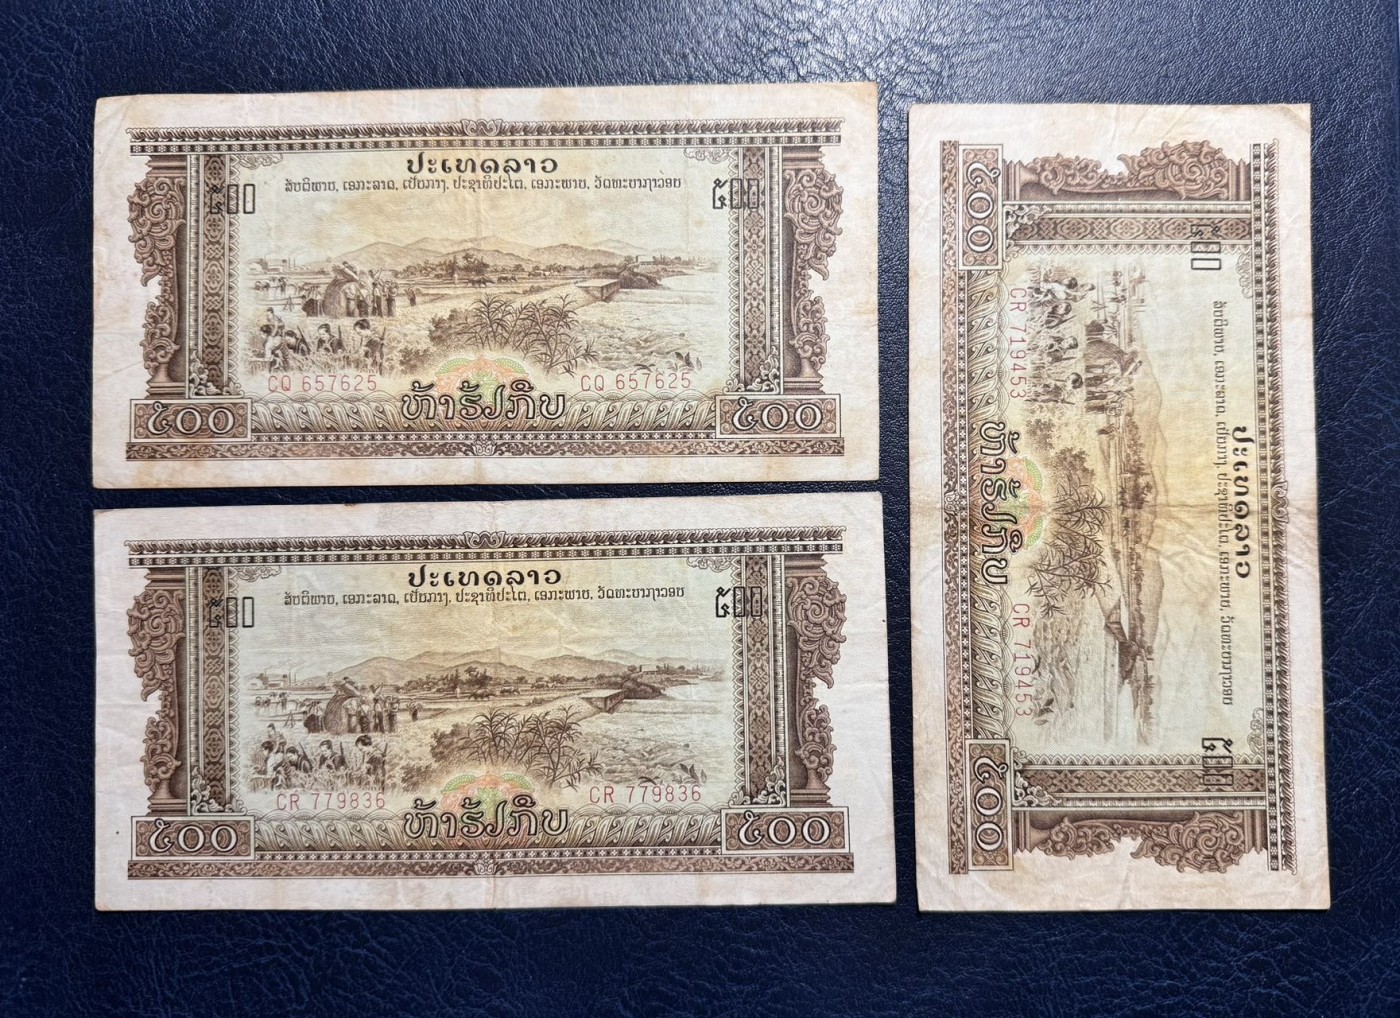 ປະເທດລາວ
ສັນຕິພາບ, ເອກະລາດ, ເປັນກາງ, ປະຊາທິປະໄຕ, ເອກະພາບ, ວັດທະນາຖາວອນ
໕໐໐ ໕໐໐
CQ 657625 CQ 657625
ຫ້າຮ້ຽກີບ
໕໐໐ ໕໐໐
ປະເທດລາວ
ສັນຕິພາບ, ເອກະລາດ, ເປັນກາງ, ປະຊາທິປະໄຕ, ເອກະພາບ, ວັດທະນາຖາວອນ
໕໐໐ ໕໐໐
CR 779836 CR 779836
ຫ້າຮ້ຽກີບ
໕໐໐ ໕໐໐
ປະເທດລາວ
ສັນຕິພາບ, ເອກະລາດ, ເປັນກາງ, ປະຊາທິປະໄຕ, ເອກະພາບ, ວັດທະນາຖາວອນ
໕໐໐ ໕໐໐
CR 719453 CR 719453
ຫ້າຮ້ຽກີບ
໕໐໐ ໕໐໐